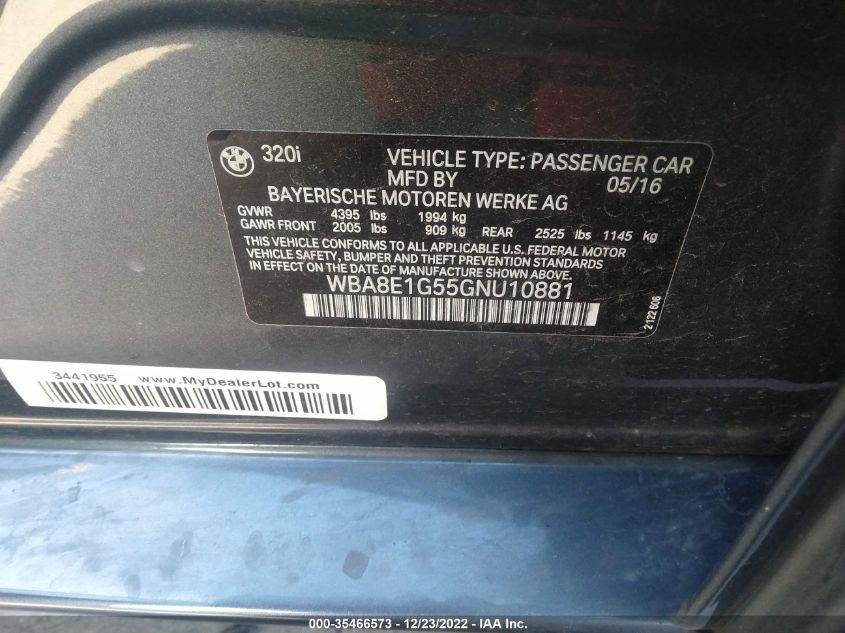 320i VEHICLE TYPE: PASSENGER CAR
MFD BY 05/16
BAYERISCHE MOTOREN WERKE AG
GVWR 4395 lbs 1994 kg
GAWR FRONT 2005 lbs 909 kg REAR 2525 lbs 1145 kg
THIS VEHICLE CONFORMS TO ALL APPLICABLE U.S. FEDERAL MOTOR
VEHICLE SAFETY, BUMPER AND THEFT PREVENTION STANDARDS
IN EFFECT ON THE DATE OF MANUFACTURE SHOWN ABOVE.
WBA8E1G55GNU10881
2122 606
3441955 www.MyDealerLot.com
000-35466573 - 12/23/2022 - IAA Inc.